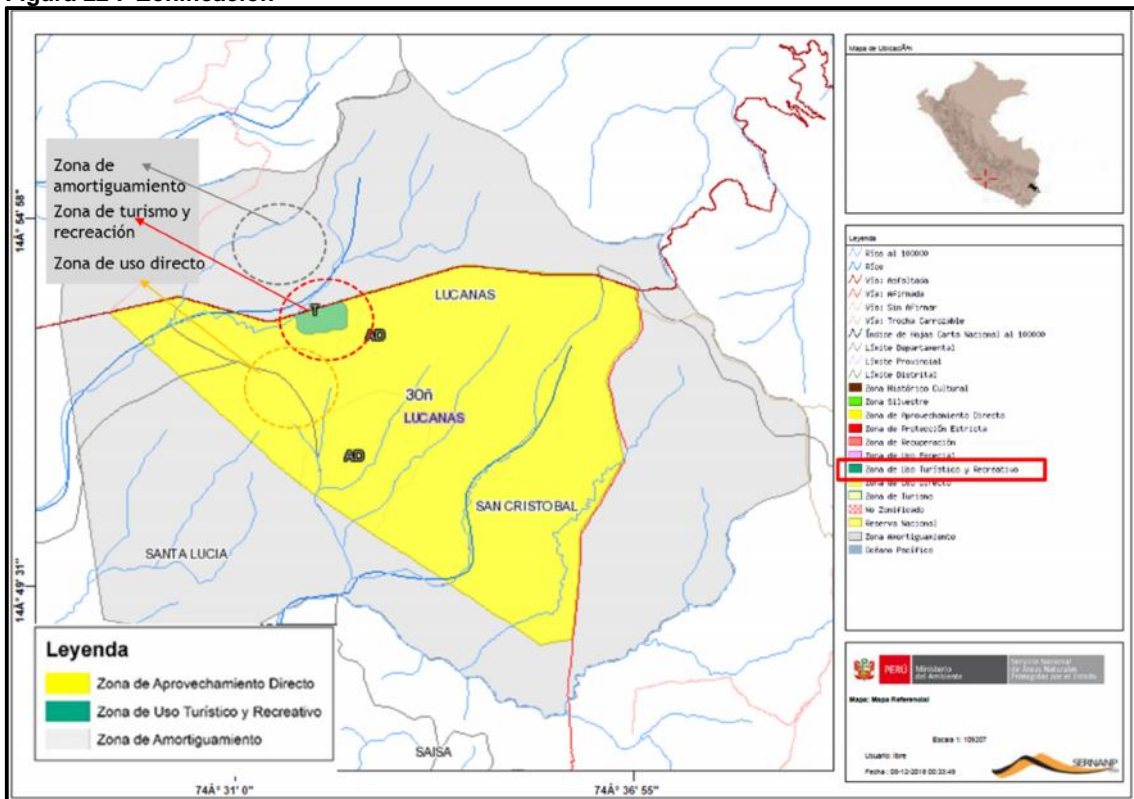 Figura 224 Zonificación
Zona de
amortiguamiento
Zona de turismo y
recreación
Zona de uso directo
14Â° 54' 58"
14Â° 49' 31"
T
LUCANAS
AD
30ñ
LUCANAS
AD
SAN CRISTOBAL
SANTA LUCIA
SAISA
Leyenda
Zona de Aprovechamiento Directo
Zona de Uso Turístico y Recreativo
Zona de Amortiguamiento
74Â° 31' 0"
74Â° 36' 55"
Mapa de UbicaciÃ³n
Leyenda
Ríos al 100000
Ríos
Vía: Asfaltada
Vía: Afirmada
Vía: Sin Afirmar
Vía: Trocha Carrozable
Índice de Hojas Carta Nacional al 100000
Límite Departamental
Límite Provincial
Límite Distrital
Zona Histórico Cultural
Zona Silvestre
Zona de Aprovechamiento Directo
Zona de Protección Estricta
Zona de Recuperación
Zona de Uso Especial
Zona de Uso Turístico y Recreativo
Zona de Uso Directo
Zona de Turismo
No Zonificado
Reserva Nacional
Zona Amortiguamiento
Océano Pacífico
PERÚ
Ministerio
del Ambiente
Servicio Nacional
de Áreas Naturales
Protegidas por el Estado
Mapa: Mapa Referencial
Escala 1: 109207
Usuario: libre
SERNANP